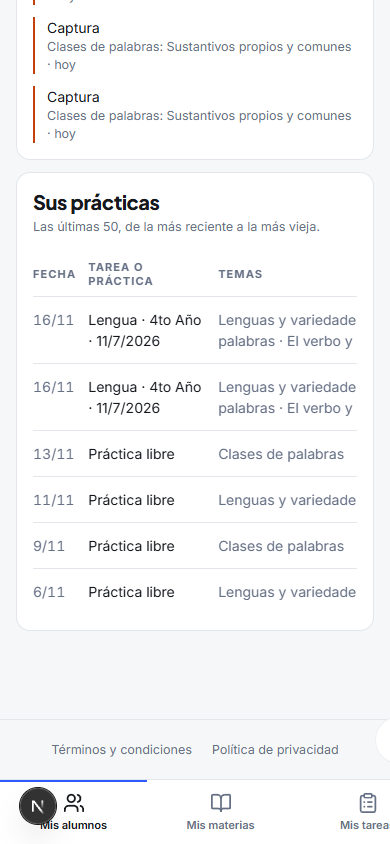 Captura
Clases de palabras: Sustantivos propios y comunes
· hoy
Captura
Clases de palabras: Sustantivos propios y comunes
· hoy
Sus prácticas
Las últimas 50, de la más reciente a la más vieja.
FECHA TAREA O PRÁCTICA TEMAS
16/11 Lengua · 4to Año Lenguas y variedade
· 11/7/2026 palabras · El verbo y
16/11 Lengua · 4to Año Lenguas y variedade
· 11/7/2026 palabras · El verbo y
13/11 Práctica libre Clases de palabras
11/11 Práctica libre Lenguas y variedade
9/11 Práctica libre Clases de palabras
6/11 Práctica libre Lenguas y variedade
Términos y condiciones Política de privacidad
N
Mis alumnos Mis materias Mis tarea